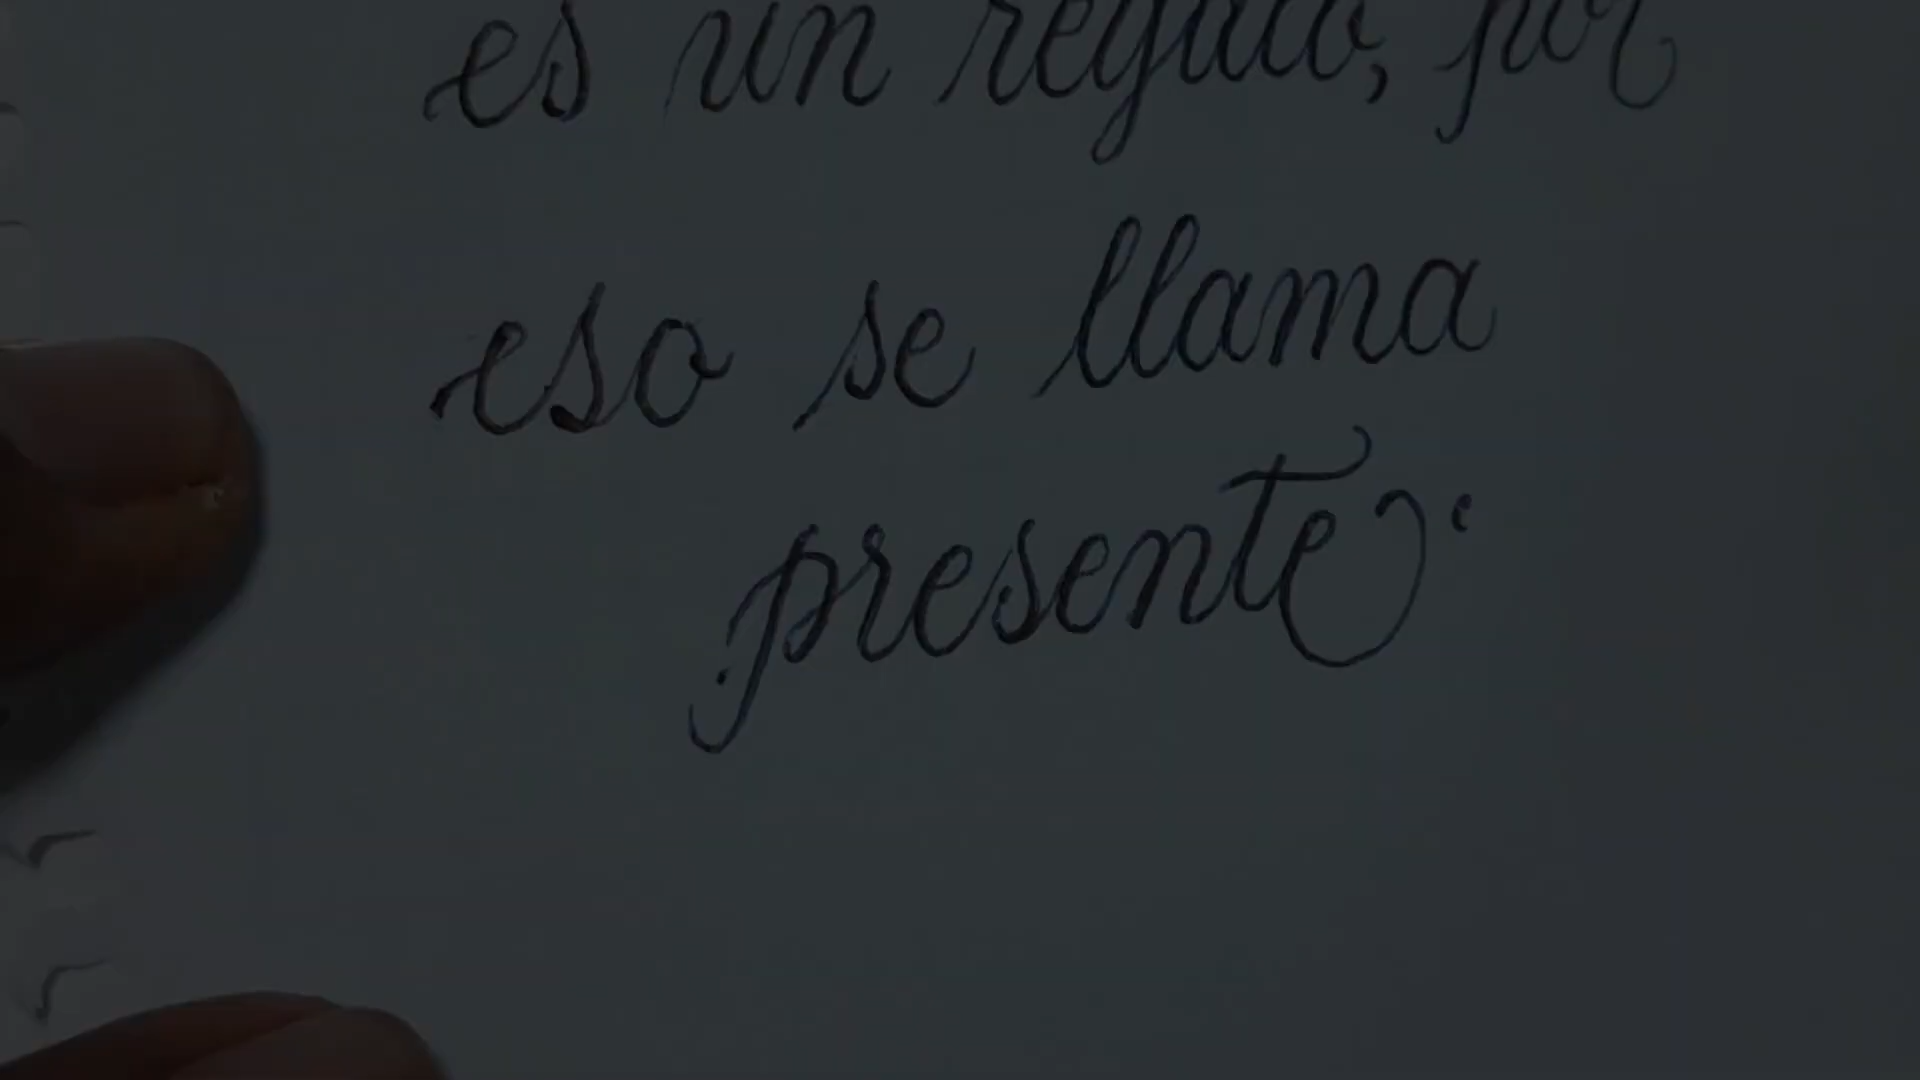 es un regalo, por
eso se llama
presente.